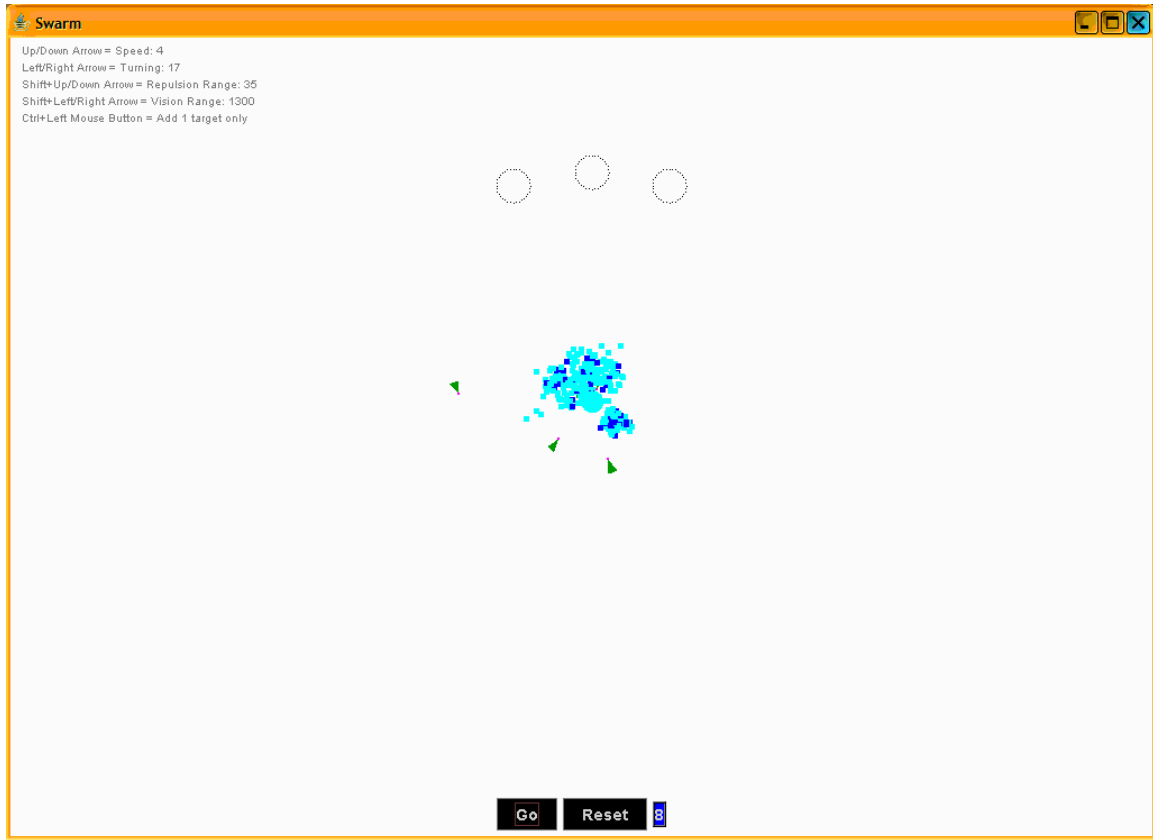 Swarm
Up/Down Arrow = Speed: 4
Left/Right Arrow = Turning: 17
Shift+Up/Down Arrow = Repulsion Range: 35
Shift+Left/Right Arrow = Vision Range: 1300
Ctrl+Left Mouse Button = Add 1 target only
Go Reset 8